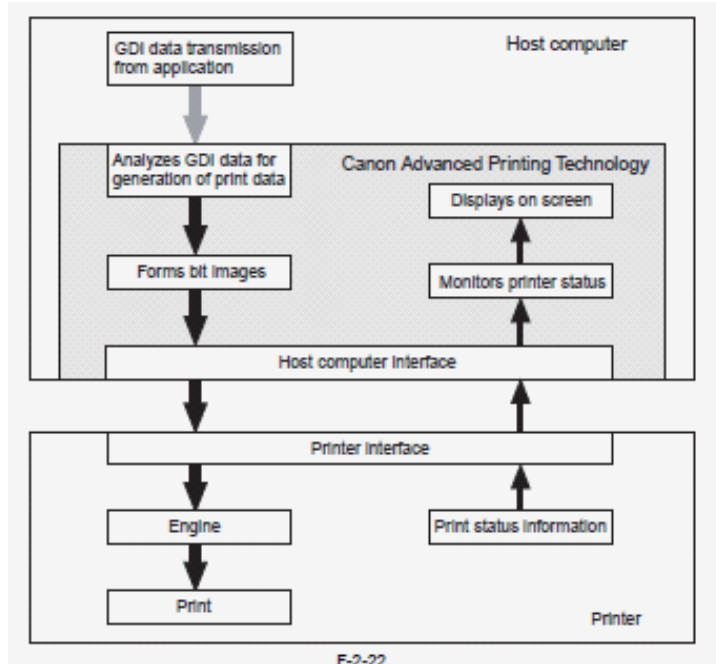 Host computer
GDI data transmission
from application
Analyzes GDI data for
generation of print data
Canon Advanced Printing Technology
Displays on screen
Forms bit images
Monitors printer status
Host computer interface
Printer interface
Engine
Print status information
Print
Printer
F-2-22